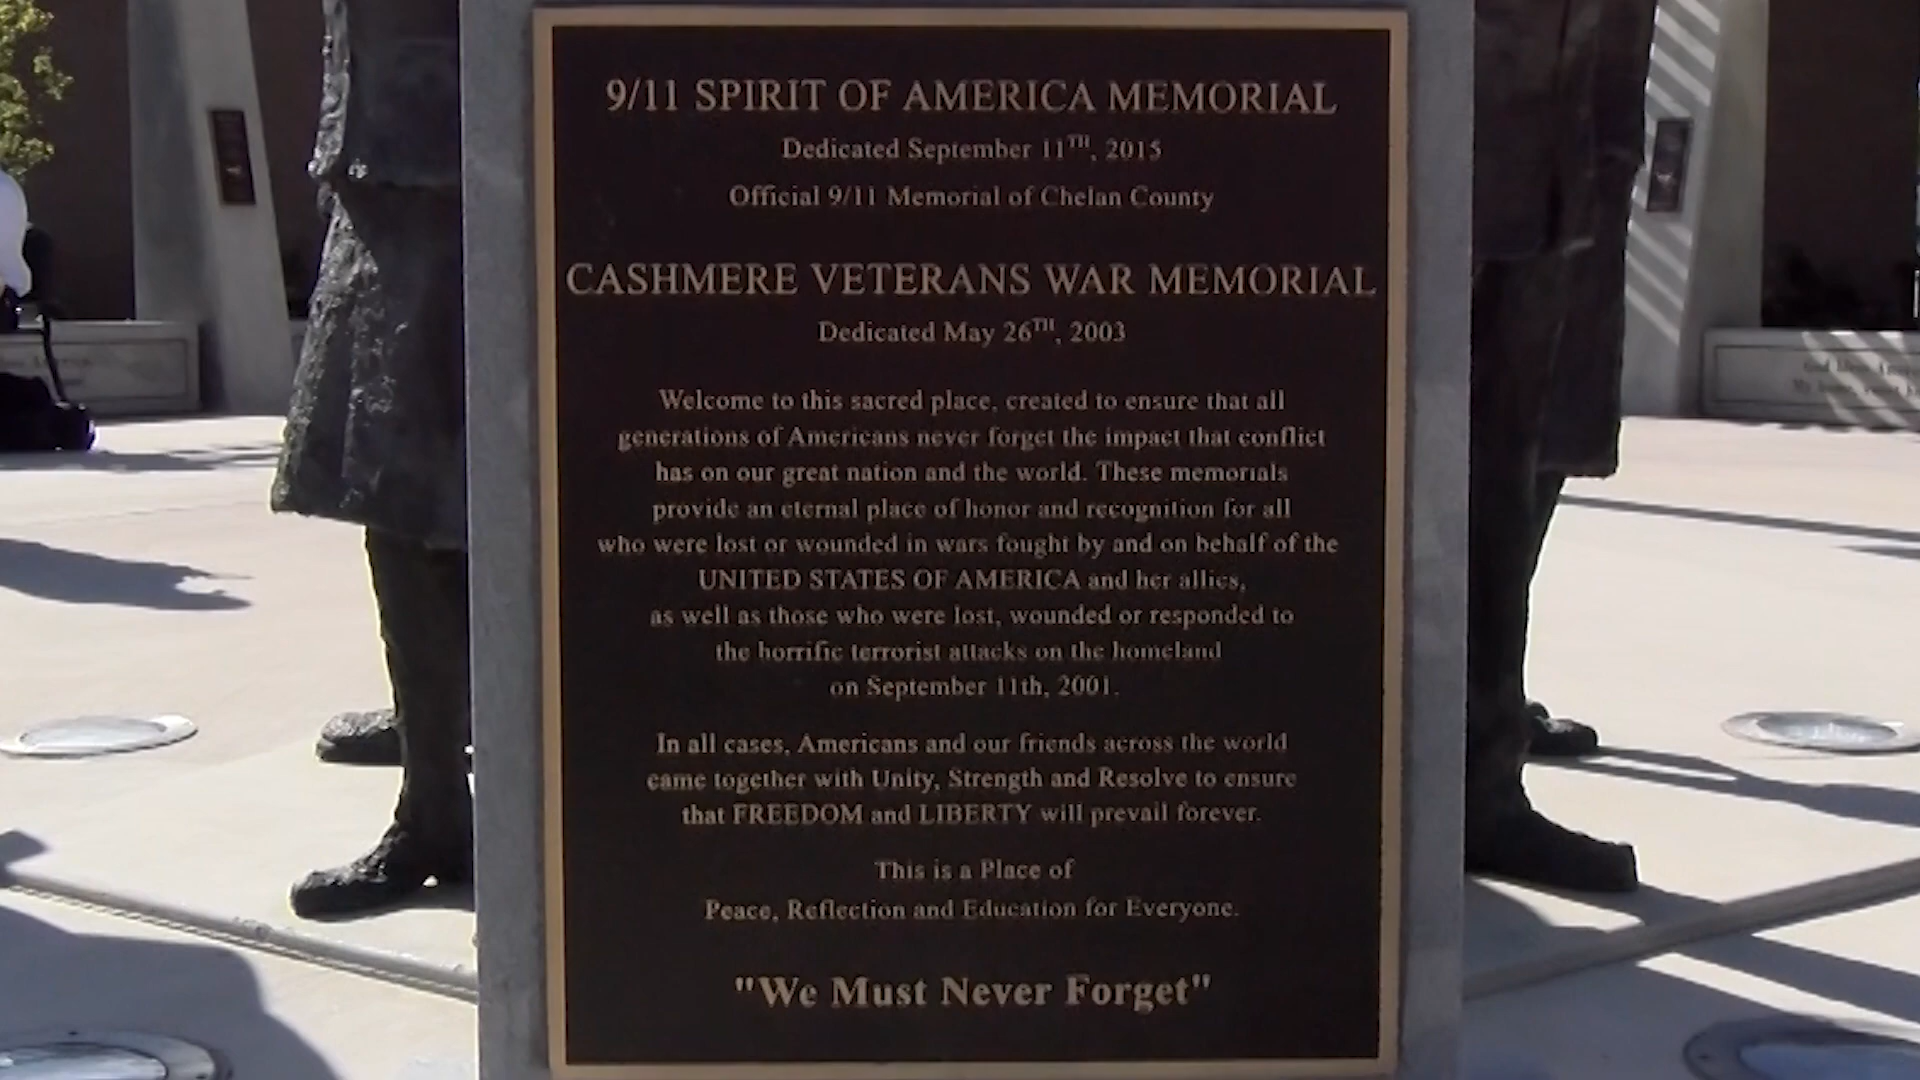 9/11 SPIRIT OF AMERICA MEMORIAL
Dedicated September 11TH, 2015
Official 9/11 Memorial of Chelan County
CASHMERE VETERANS WAR MEMORIAL
Dedicated May 26TH, 2003
Welcome to this sacred place, created to ensure that all
generations of Americans never forget the impact that conflict
has on our great nation and the world. These memorials
provide an eternal place of honor and recognition for all
who were lost or wounded in wars fought by and on behalf of the
UNITED STATES OF AMERICA and her allies,
as well as those who were lost, wounded or responded to
the horrific terrorist attacks on the homeland
on September 11th, 2001.
In all cases, Americans and our friends across the world
came together with Unity, Strength and Resolve to ensure
that FREEDOM and LIBERTY will prevail forever.
This is a Place of
Peace, Reflection and Education for Everyone.
"We Must Never Forget"